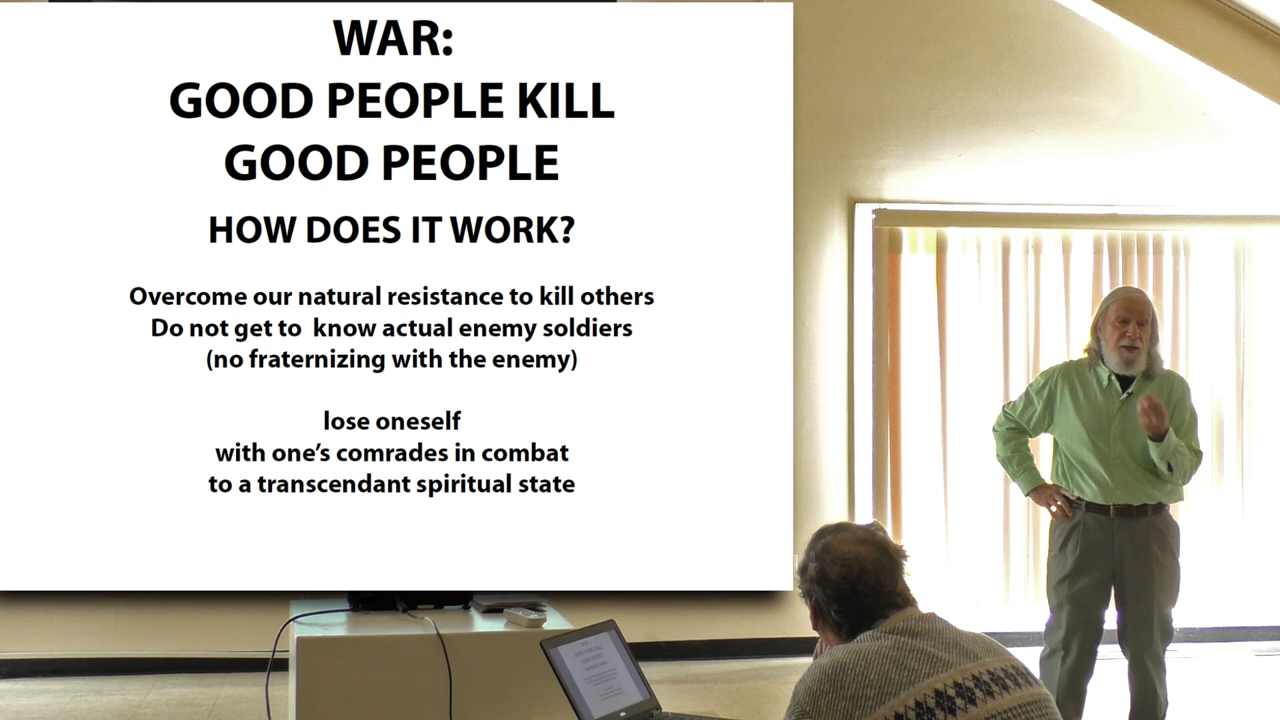 WAR:
GOOD PEOPLE KILL
GOOD PEOPLE
HOW DOES IT WORK?
Overcome our natural resistance to kill others
Do not get to know actual enemy soldiers
(no fraternizing with the enemy)
lose oneself
with one's comrades in combat
to a transcendant spiritual state